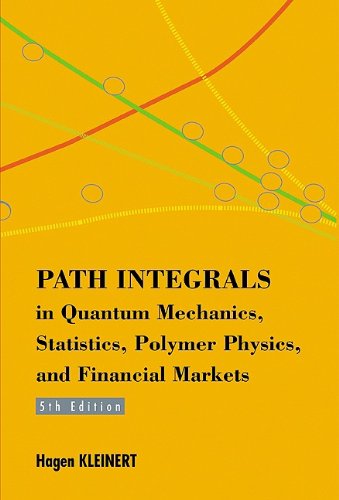 PATH INTEGRALS
in Quantum Mechanics,
Statistics, Polymer Physics,
and Financial Markets
5th Edition
Hagen KLEINERT